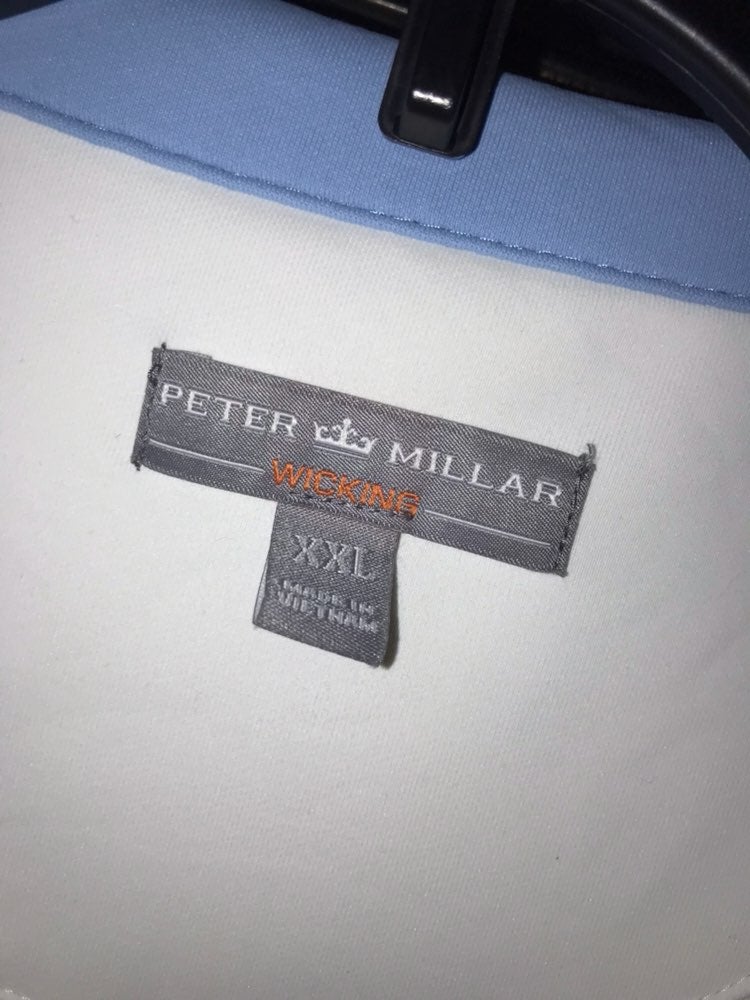 PETER MILLAR
WICKING
XXL
MADE IN
VIETNAM